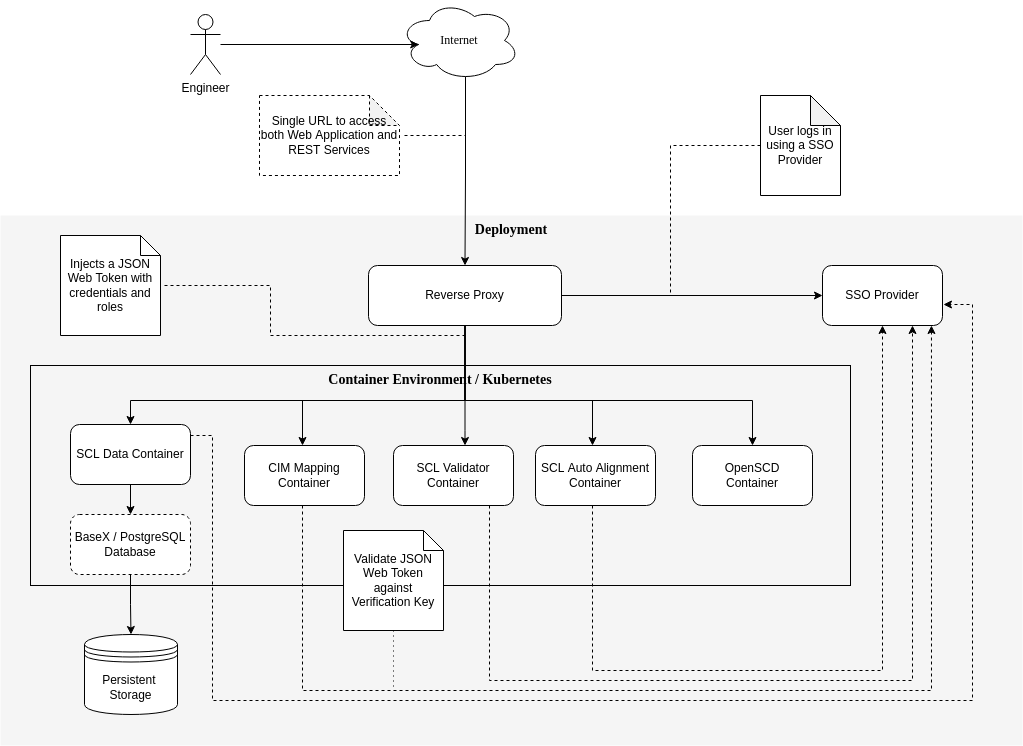 Internet
Engineer
Single URL to access
both Web Application and
REST Services
User logs in
using a SSO
Provider
Deployment
Injects a JSON
Web Token with
credentials and
roles
Reverse Proxy
SSO Provider
Container Environment / Kubernetes
SCL Data Container
CIM Mapping
Container
SCL Validator
Container
SCL Auto Alignment
Container
OpenSCD
Container
BaseX / PostgreSQL
Database
Validate JSON
Web Token
against
Verification Key
Persistent
Storage